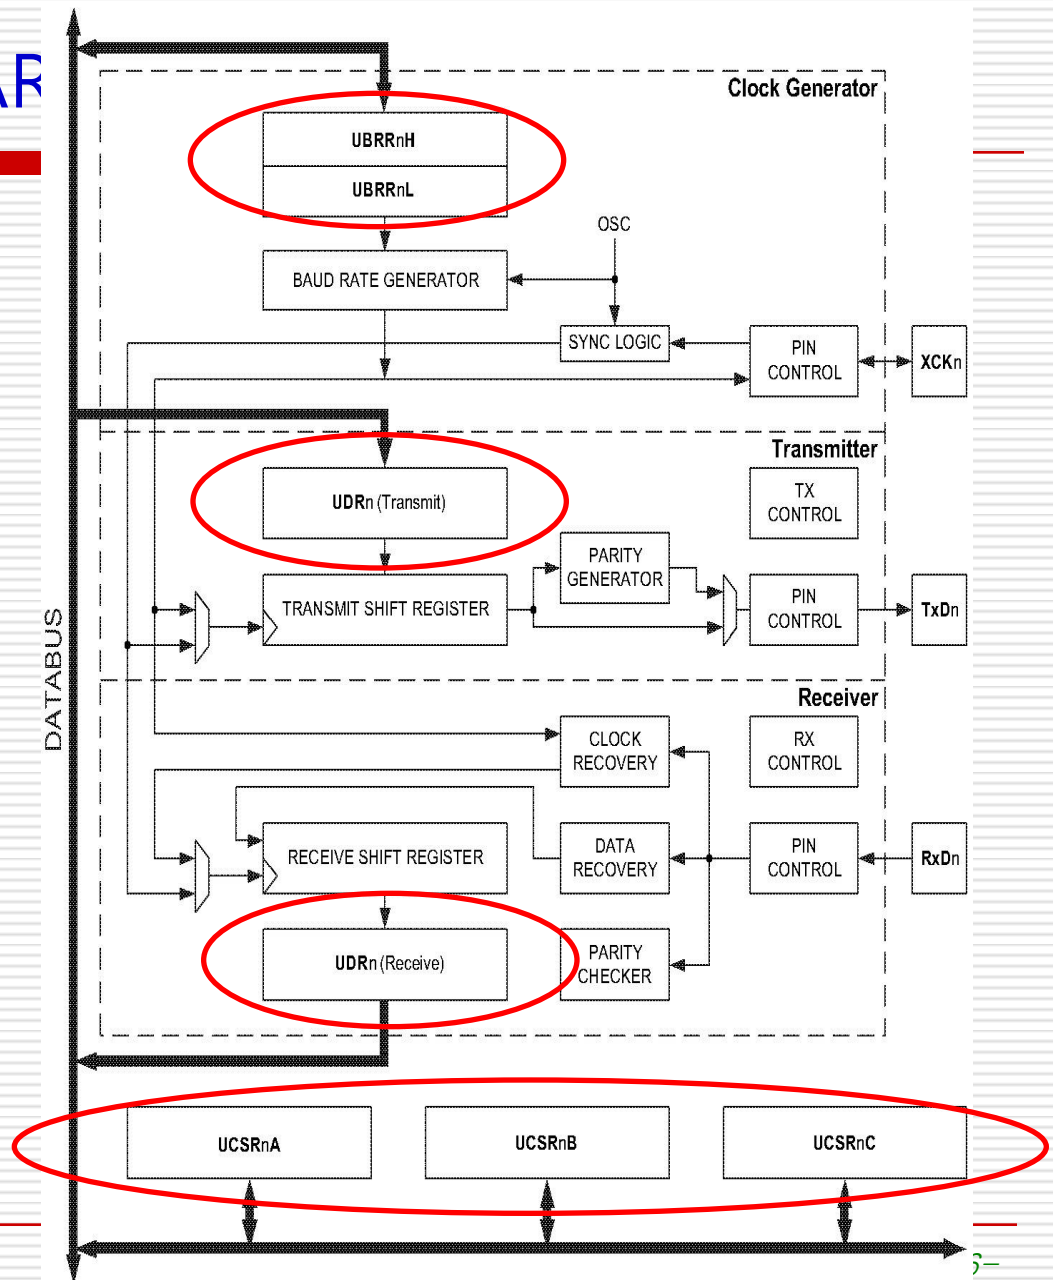 AR
Clock Generator
UBRRnH
UBRRnL
OSC
BAUD RATE GENERATOR
SYNC LOGIC
PIN
CONTROL
XCKn
Transmitter
UDRn (Transmit)
TX
CONTROL
PARITY
GENERATOR
TRANSMIT SHIFT REGISTER
PIN
CONTROL
TxDn
DATABUS
Receiver
CLOCK
RECOVERY
RX
CONTROL
RECEIVE SHIFT REGISTER
DATA
RECOVERY
PIN
CONTROL
RxDn
UDRn (Receive)
PARITY
CHECKER
UCSRnA
UCSRnB
UCSRnC